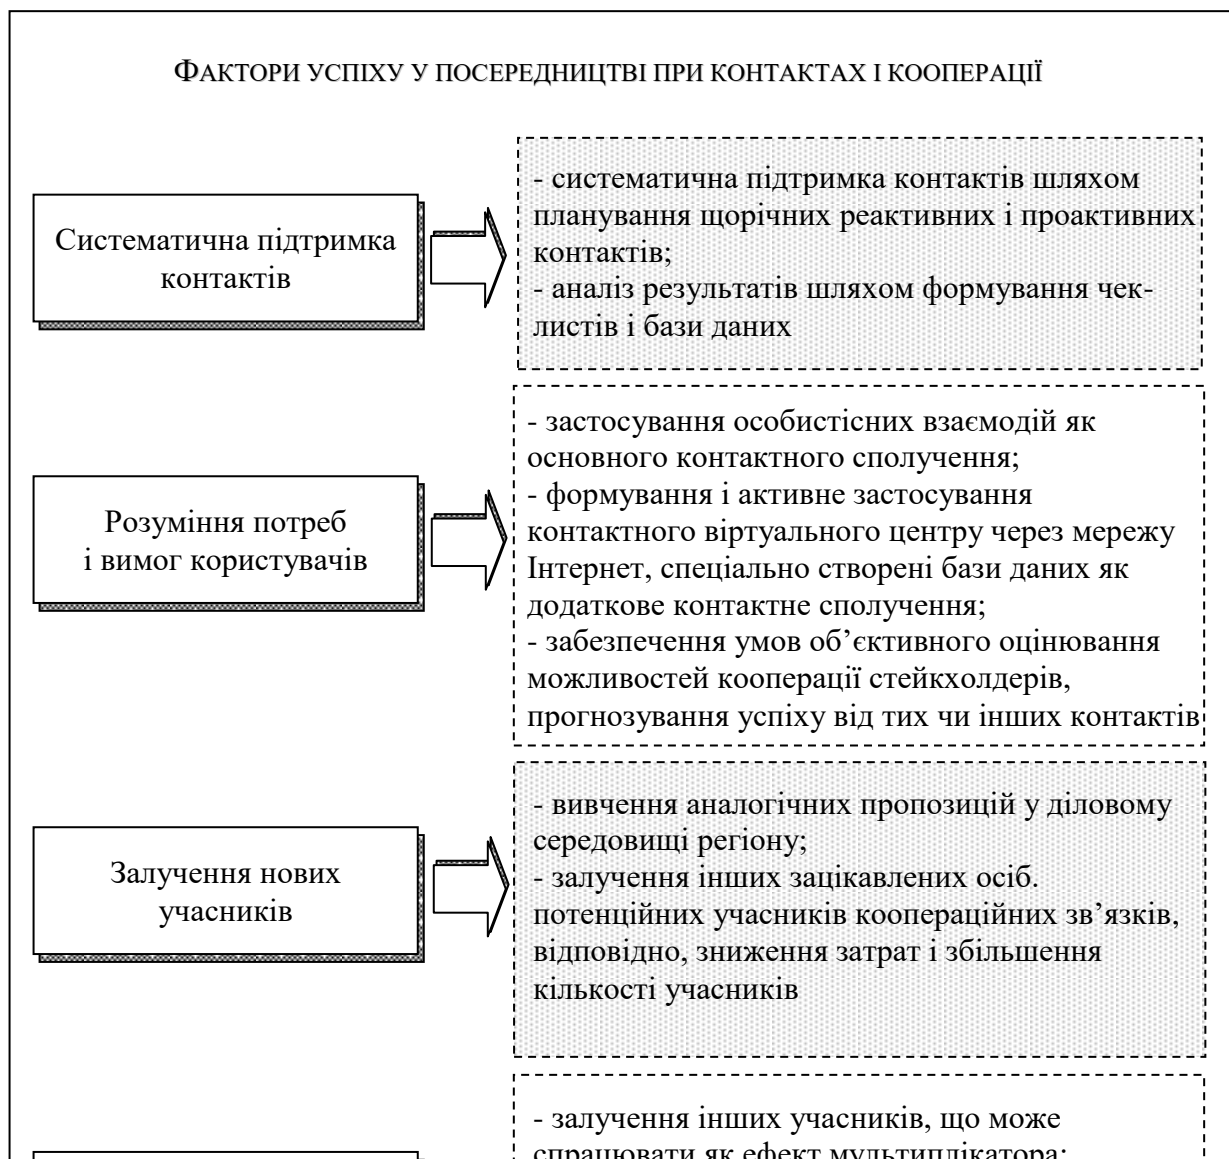 ФАКТОРИ УСПІХУ У ПОСЕРЕДНИЦТВІ ПРИ КОНТАКТАХ І КООПЕРАЦІЇ
Систематична підтримка
контактів
- систематична підтримка контактів шляхом
планування щорічних реактивних і проактивних
контактів;
- аналіз результатів шляхом формування чек-
листів і бази даних
Розуміння потреб
і вимог користувачів
- застосування особистісних взаємодій як
основного контактного сполучення;
- формування і активне застосування
контактного віртуального центру через мережу
Інтернет, спеціально створені бази даних як
додаткове контактне сполучення;
- забезпечення умов об’єктивного оцінювання
можливостей кооперації стейкхолдерів,
прогнозування успіху від тих чи інших контактів
Залучення нових
учасників
- вивчення аналогічних пропозицій у діловому
середовищі регіону;
- залучення інших зацікавлених осіб.
потенційних учасників коопераційних зв’язків,
відповідно, зниження затрат і збільшення
кількості учасників
- залучення інших учасників, що може
спрацювати як ефект мультиплікатора;